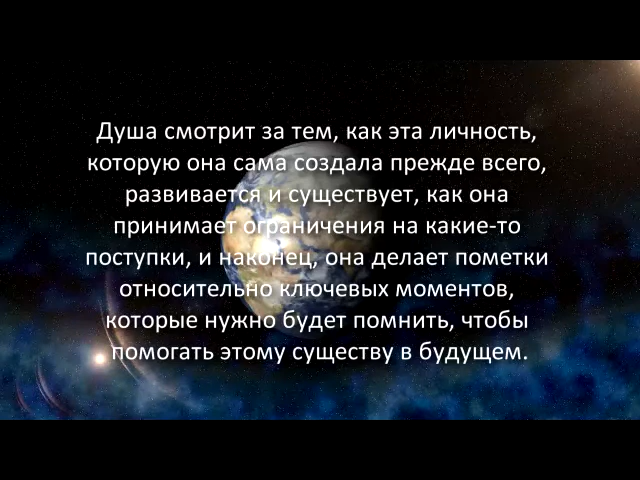 Душа смотрит за тем, как эта личность,
которую она сама создала прежде всего,
развивается и существует, как она
принимает ограничения на какие-то
поступки, и наконец, она делает пометки
относительно ключевых моментов,
которые нужно будет помнить, чтобы
помогать этому существу в будущем.